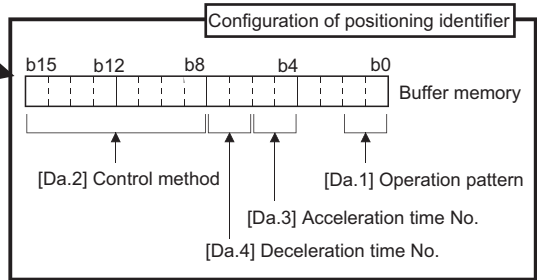 Configuration of positioning identifier
b15 b12 b8 b4 b0
Buffer memory
[Da.2] Control method
[Da.1] Operation pattern
[Da.3] Acceleration time No.
[Da.4] Deceleration time No.